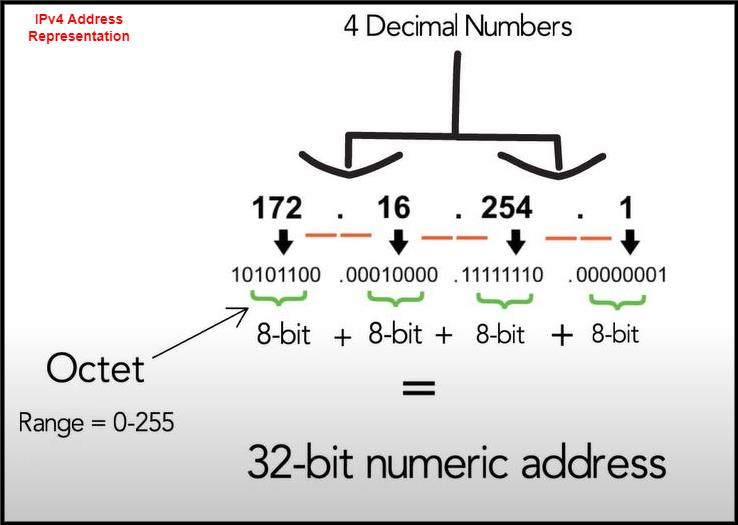 IPv4 Address
Representation
4 Decimal Numbers
172 . 16 . 254 . 1
10101100 .00010000 .11111110 .00000001
8-bit + 8-bit + 8-bit + 8-bit
Octet
=
Range = 0-255
32-bit numeric address